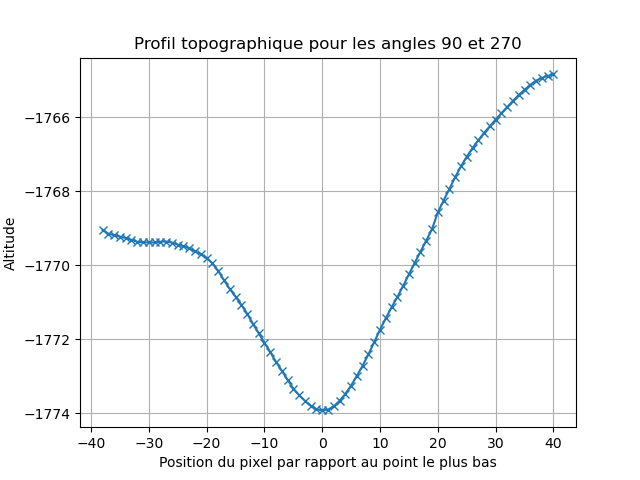 Profil topographique pour les angles 90 et 270
Altitude
−1766
−1768
−1770
−1772
−1774
−40 −30 −20 −10 0 10 20 30 40
Position du pixel par rapport au point le plus bas